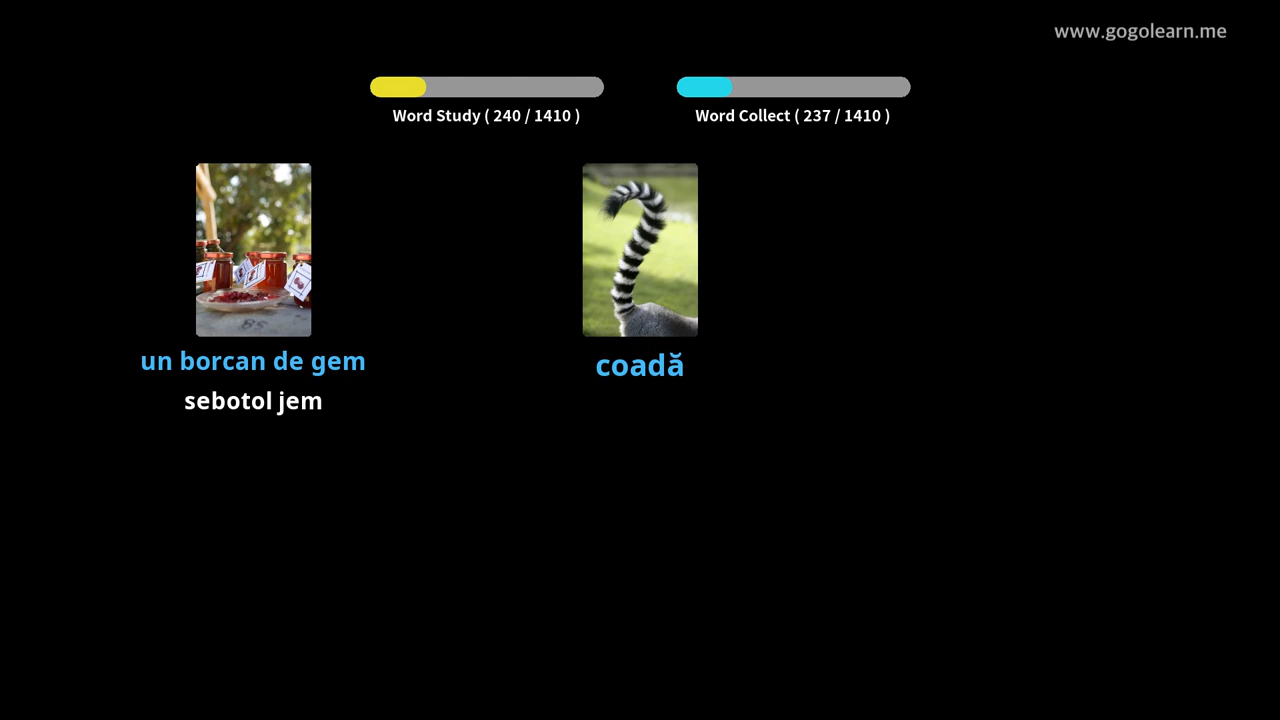 www.gogolearn.me
Word Study ( 240 / 1410 )
Word Collect ( 237 / 1410 )
un borcan de gem
sebotol jem
coadă